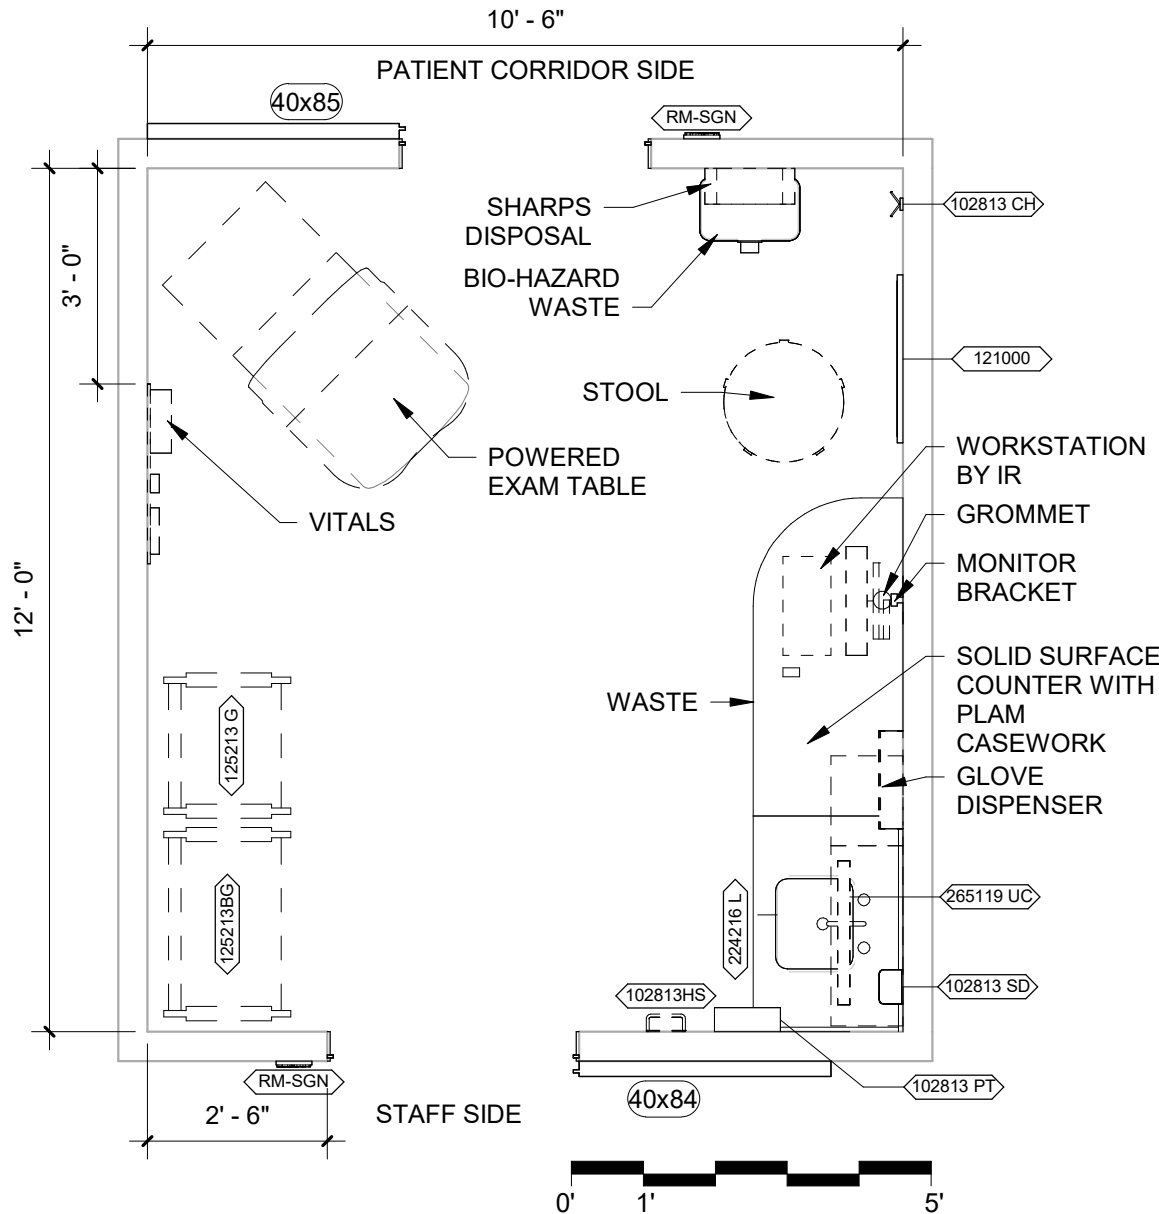 10' - 6"
PATIENT CORRIDOR SIDE
40x85
RM-SGN
SHARPS
DISPOSAL
102813 CH
BIO-HAZARD
WASTE
3' - 0"
121000
STOOL
WORKSTATION
BY IR
POWERED
EXAM TABLE
GROMMET
VITALS
MONITOR
BRACKET
12' - 0"
SOLID SURFACE
COUNTER WITH
PLAM
CASEWORK
WASTE
125213 G
GLOVE
DISPENSER
125213BG
224216 L
265119 UC
102813HS
102813 SD
RM-SGN
102813 PT
40x84
2' - 6"
STAFF SIDE
0'
1'
5'